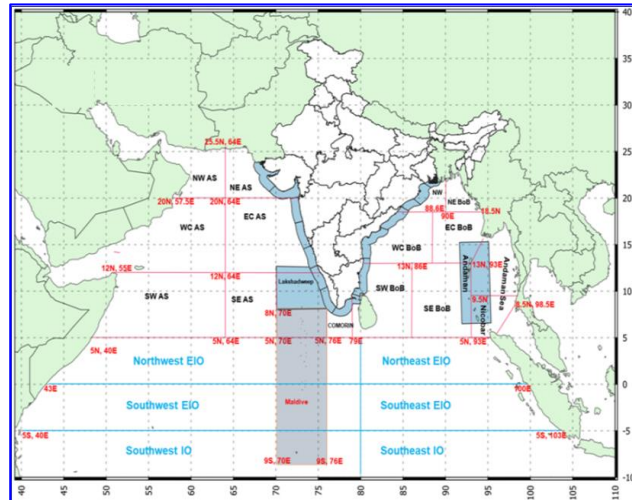 40
35
30
25
20
15
10
5
0
-5
-10
25.5N, 64E
NW AS
NE AS
20N, 57.5E
20N, 64E
WC AS
EC AS
12N, 55E
12N, 64E
SW AS
SE AS
Lakshadweep
8N, 70E
COMORIN
5N, 40E
5N, 64E
5N, 70E
5N, 76E
79E
NW
NE BoB
88.6E
90E
18.5N
EC BoB
WC BoB
13N, 86E
13N, 93E
SW BoB
SE BoB
Andaman
Nicobar
Andaman Sea
9.5N
9.5N, 98.5E
5N, 93E
Northwest EIO
Northeast EIO
43E
100E
Southwest EIO
Maldive
Southeast EIO
5S, 40E
5S, 103E
Southwest IO
Southeast IO
9S, 70E
9S, 76E
40
45
50
55
60
65
70
75
80
85
90
95
100
105
110